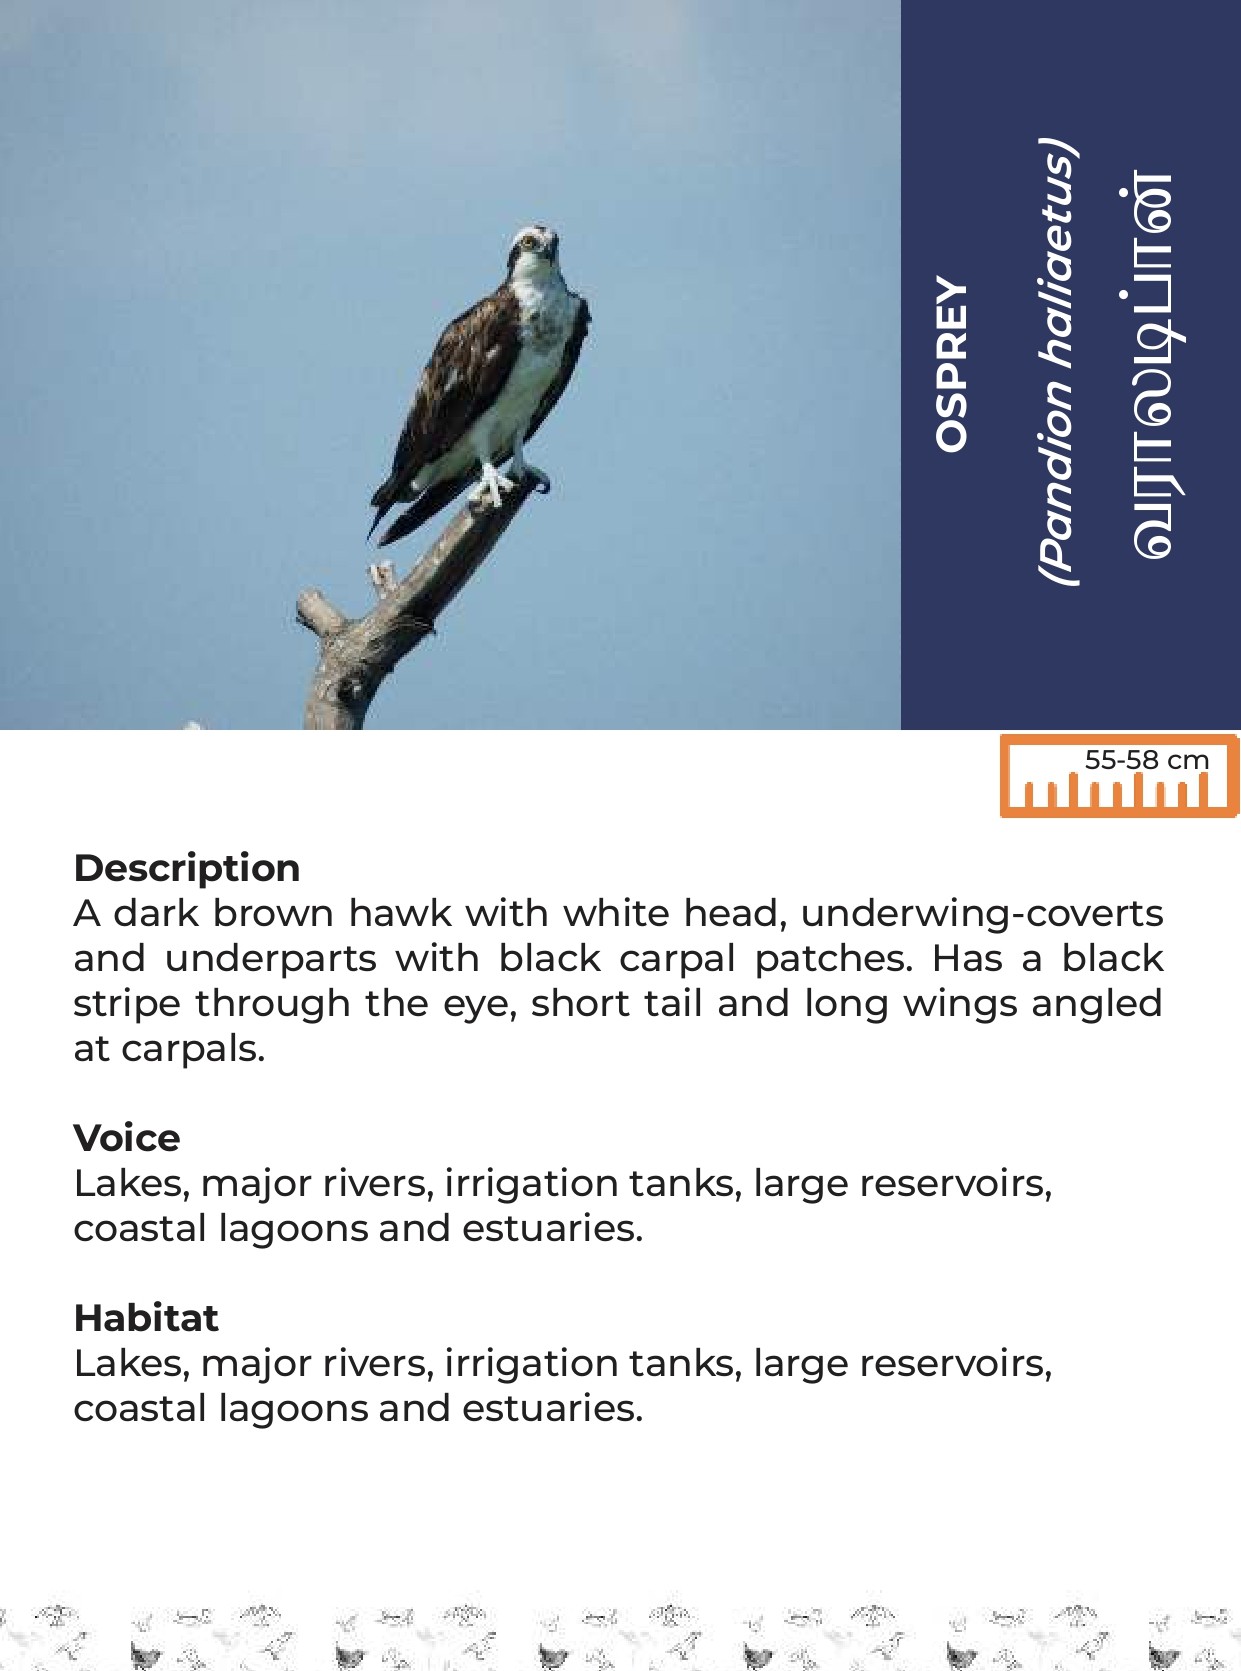 OSPREY
(Pandion haliaetus)
வராலடிப்பான்
55-58 cm
Description
A dark brown hawk with white head, underwing-coverts
and underparts with black carpal patches. Has a black
stripe through the eye, short tail and long wings angled
at carpals.
Voice
Lakes, major rivers, irrigation tanks, large reservoirs,
coastal lagoons and estuaries.
Habitat
Lakes, major rivers, irrigation tanks, large reservoirs,
coastal lagoons and estuaries.